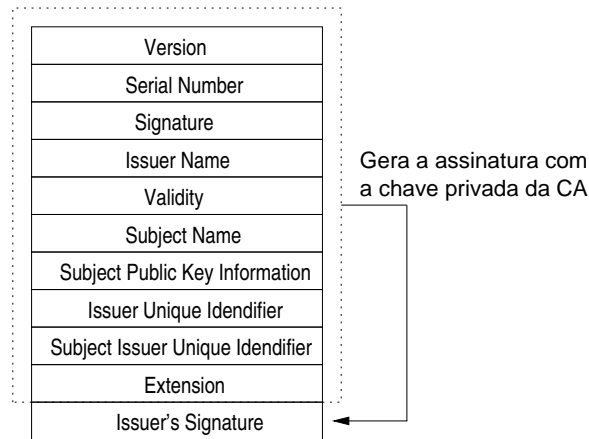 Version
Serial Number
Signature
Issuer Name
Validity
Subject Name
Subject Public Key Information
Issuer Unique Idendifier
Subject Issuer Unique Idendifier
Extension
Issuer's Signature
Gera a assinatura com
a chave privada da CA